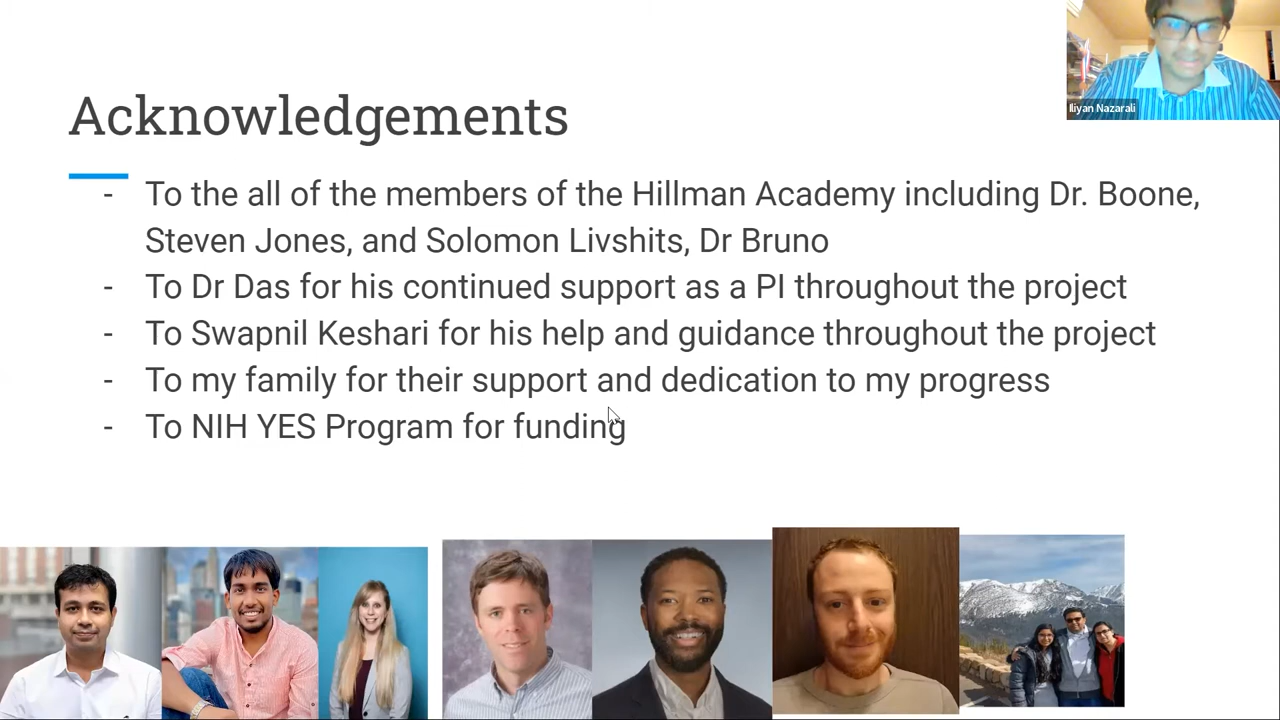 Iliyan Nazarali
Acknowledgements
- To the all of the members of the Hillman Academy including Dr. Boone,
Steven Jones, and Solomon Livshits, Dr Bruno
- To Dr Das for his continued support as a PI throughout the project
- To Swapnil Keshari for his help and guidance throughout the project
- To my family for their support and dedication to my progress
- To NIH YES Program for funding